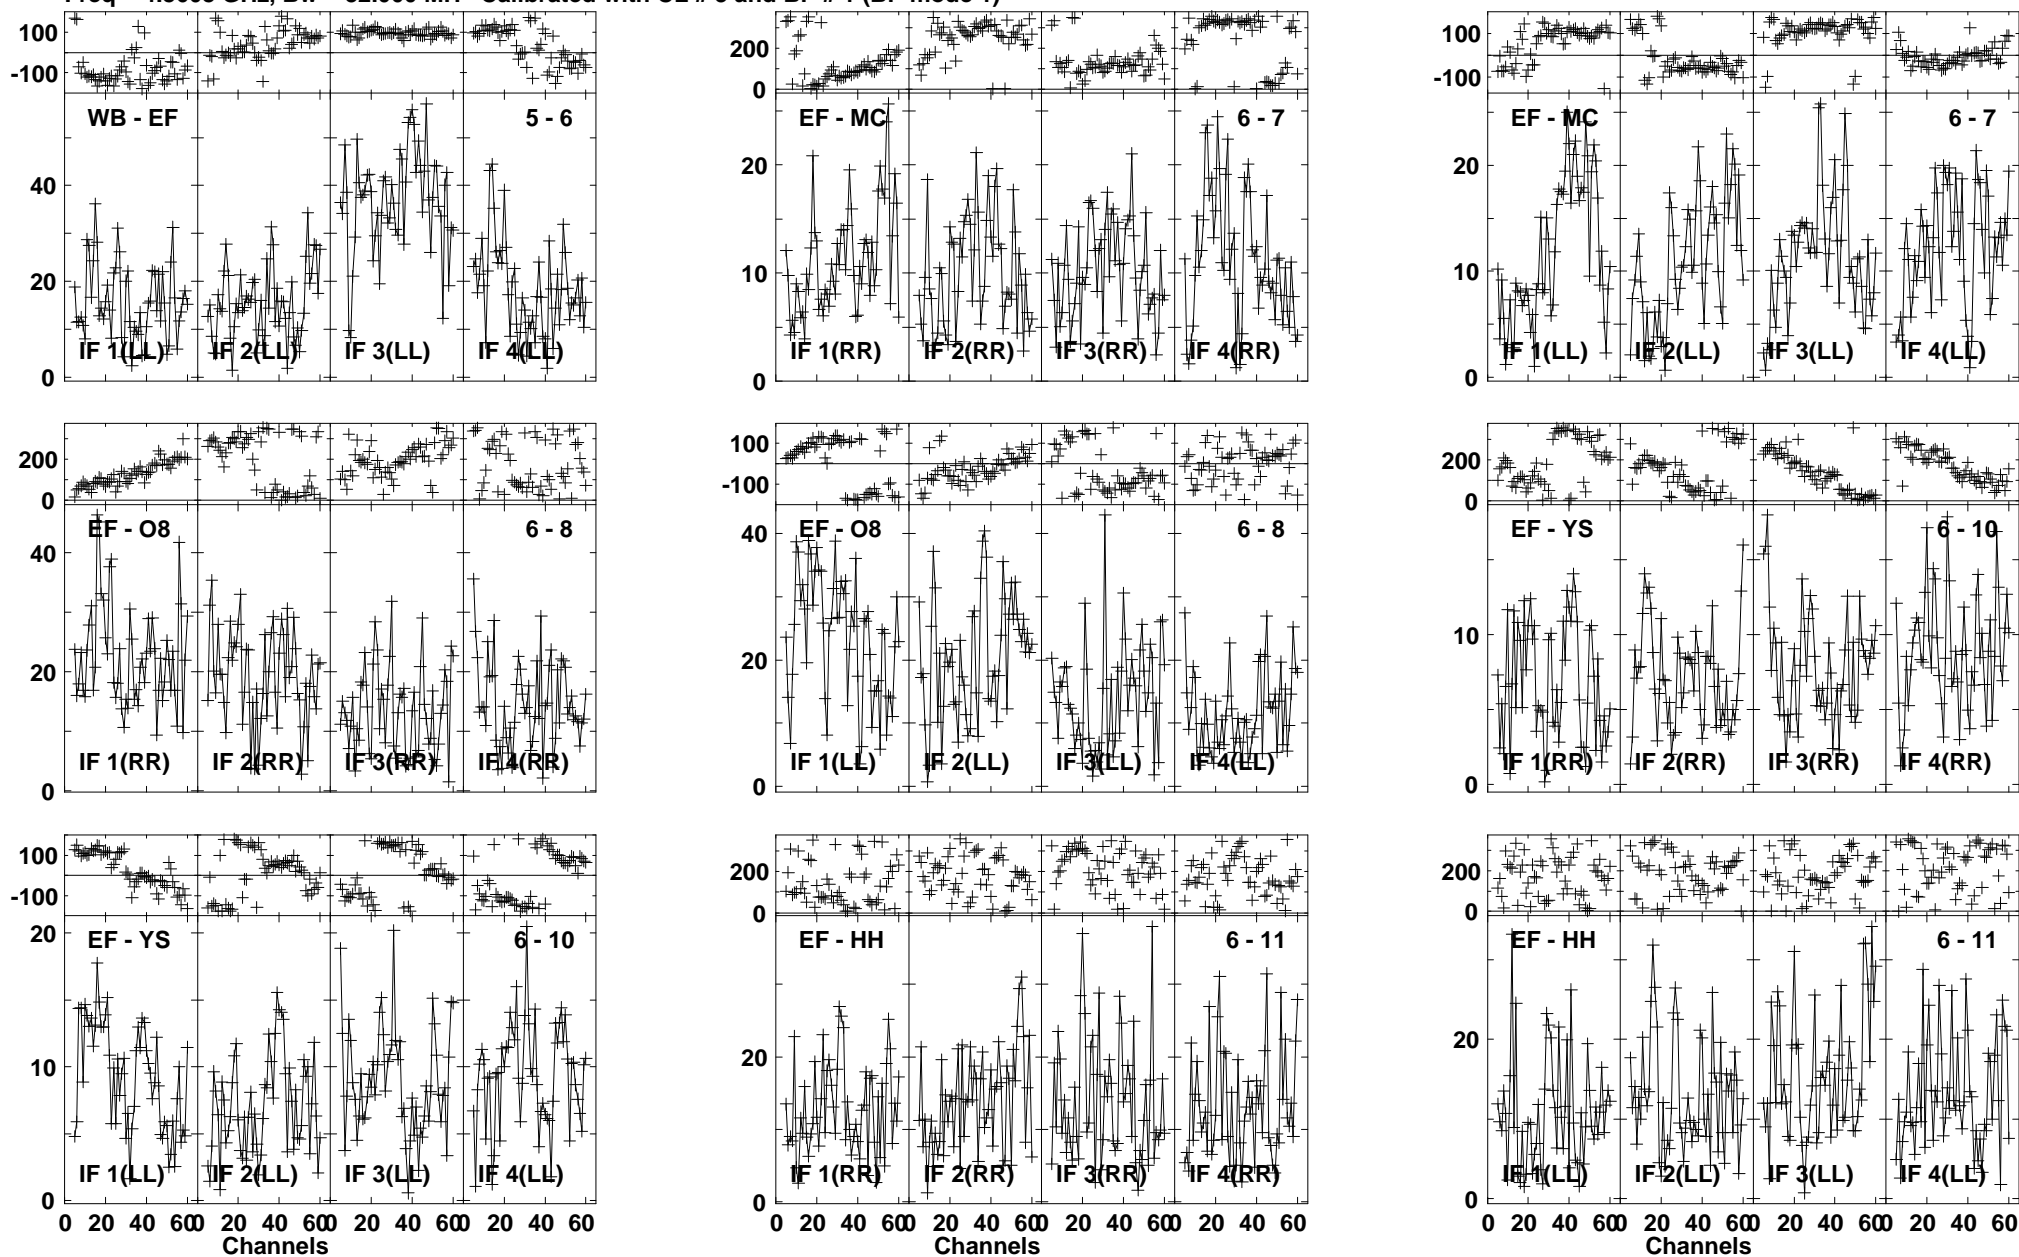 100 -100
WB - EF 5 - 6
40
20
0
IF 1(LL) IF 2(LL) IF 3(LL) IF 4(LL)
200
0
EF - MC 6 - 7
20
10
0
IF 1(RR) IF 2(RR) IF 3(RR) IF 4(RR)
100
-100
EF - MC 6 - 7
20
10
0
IF 1(LL) IF 2(LL) IF 3(LL) IF 4(LL)
200
0
EF - O8 6 - 8
40
20
0
IF 1(RR) IF 2(RR) IF 3(RR) IF 4(RR)
100
-100
EF - O8 6 - 8
40
20
0
IF 1(LL) IF 2(LL) IF 3(LL) IF 4(LL)
200
0
EF - YS 6 - 10
10
0
IF 1(RR) IF 2(RR) IF 3(RR) IF 4(RR)
100
-100
EF - YS 6 - 10
20
10
0
IF 1(LL) IF 2(LL) IF 3(LL) IF 4(LL)
0 20 40 60 0 20 40 60 0 20 40 60 0 20 40 60
Channels
200
0
EF - HH 6 - 11
20
0
IF 1(RR) IF 2(RR) IF 3(RR) IF 4(RR)
0 20 40 60 0 20 40 60 0 20 40 60 0 20 40 60
Channels
200
0
EF - HH 6 - 11
20
0
IF 1(LL) IF 2(LL) IF 3(LL) IF 4(LL)
0 20 40 60 0 20 40 60 0 20 40 60 0 20 40 60
Channels